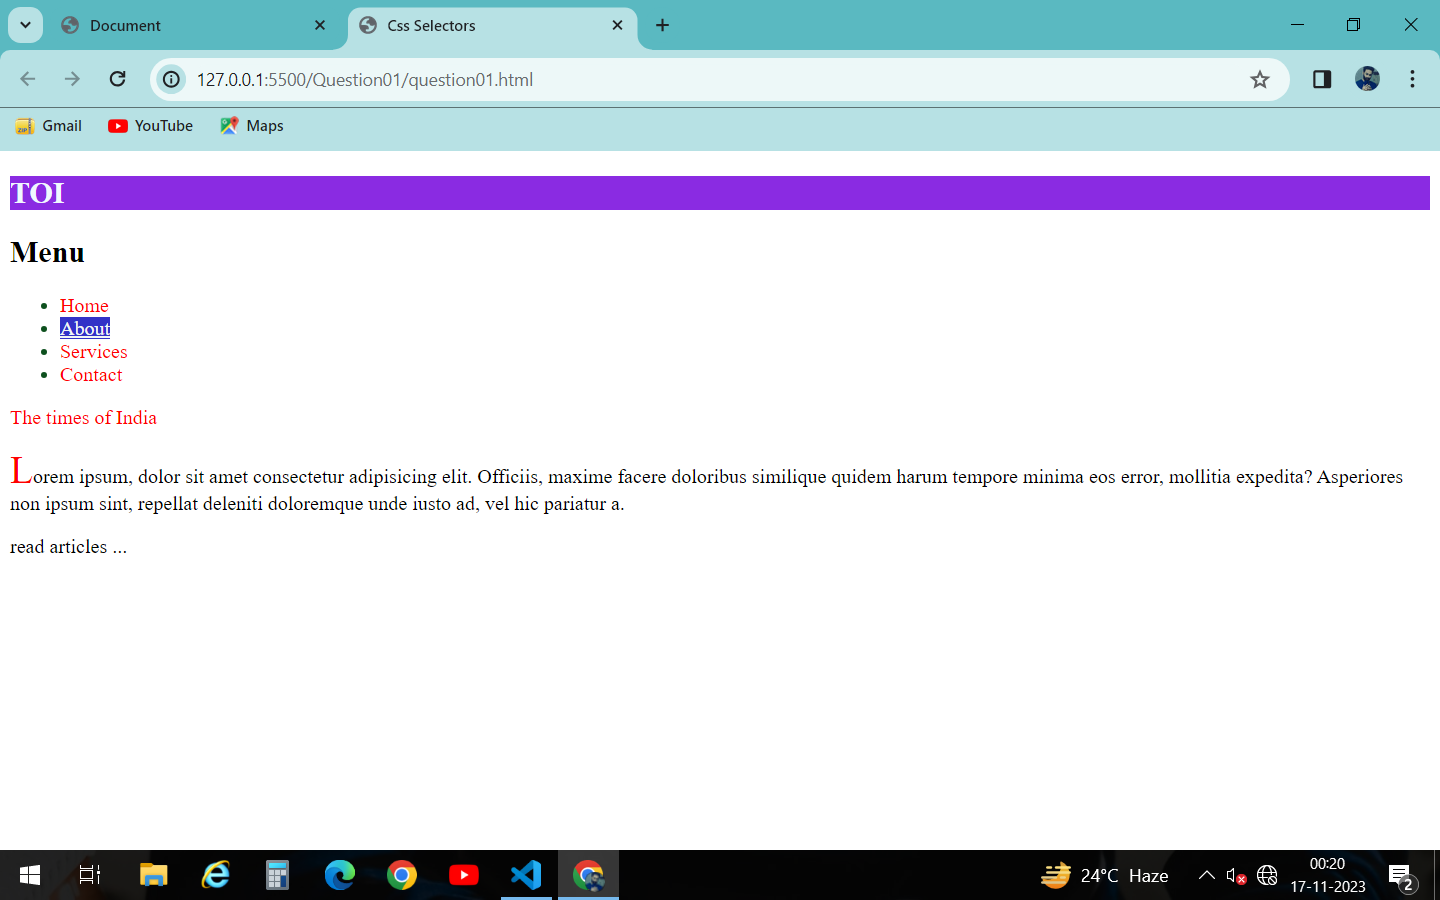 Document
Css Selectors
127.0.0.1:5500/Question01/question01.html
Gmail YouTube Maps
TOI
Menu
Home
About
Services
Contact
The times of India
Lorem ipsum, dolor sit amet consectetur adipisicing elit. Officiis, maxime facere doloribus similique quidem harum tempore minima eos error, mollitia expedita? Asperiores
non ipsum sint, repellat deleniti doloremque unde iusto ad, vel hic pariatur a.
read articles ...
24°C Haze
00:20
17-11-2023
2